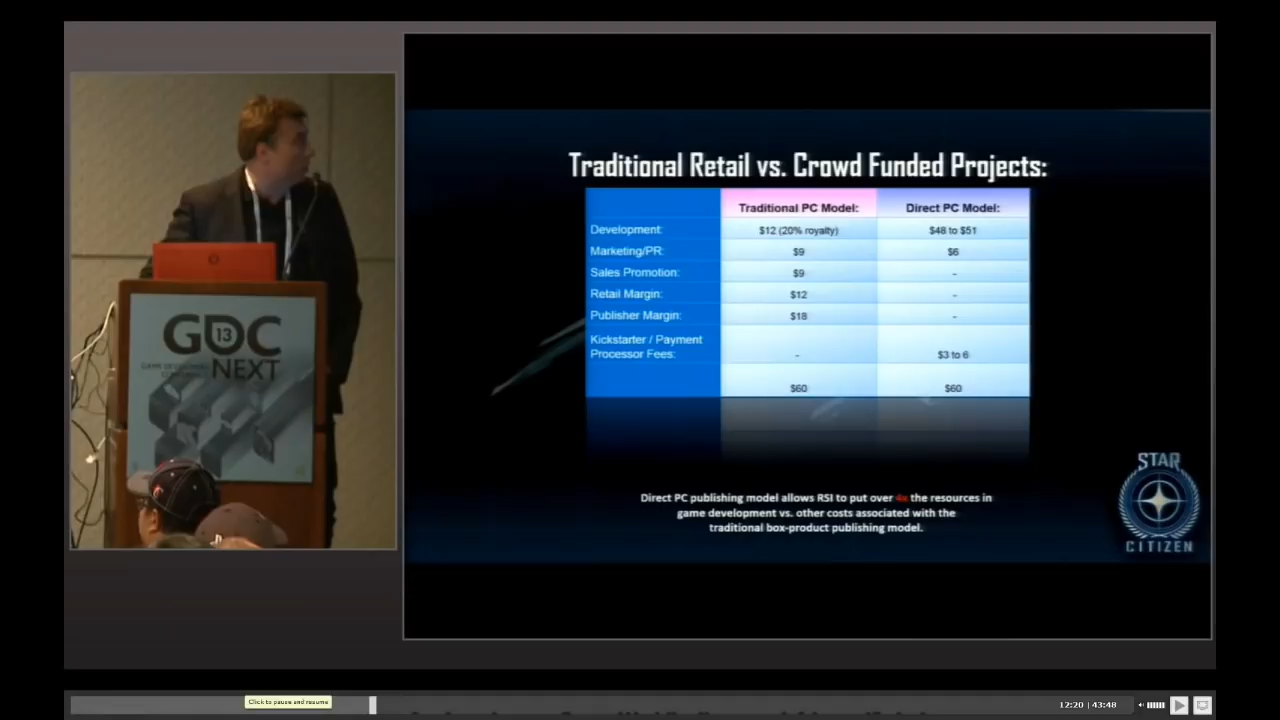 Traditional Retail vs. Crowd Funded Projects:
Traditional PC Model: Direct PC Model:
Development: $12 (20% royalty) $48 to $51
Marketing/PR: $9 $6
Sales Promotion: $9 -
Retail Margin: $12 -
Publisher Margin: $18 -
Kickstarter / Payment
Processor Fees: - $3 to 6
$60 $60
Direct PC publishing model allows RSI to put over 4x the resources in
game development vs. other costs associated with the
traditional box-product publishing model.
STAR
CITIZEN
GDC
13
NEXT
Click to pause and resume
12:20 | 43:48